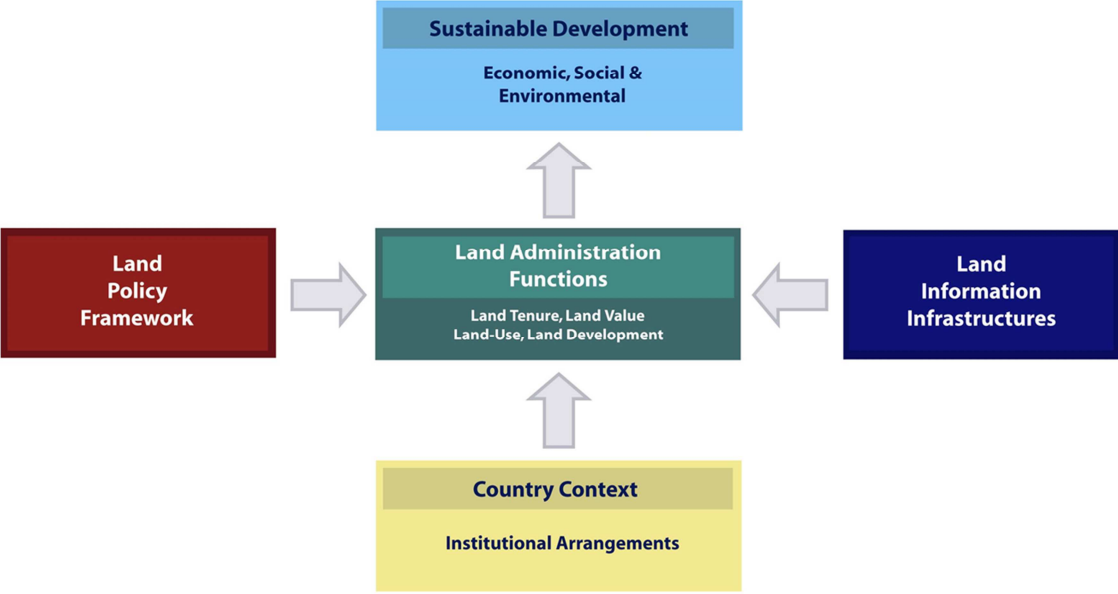 Sustainable Development
Economic, Social &
Environmental
Land
Policy
Framework
Land Administration
Functions
Land Tenure, Land Value
Land-Use, Land Development
Land
Information
Infrastructures
Country Context
Institutional Arrangements